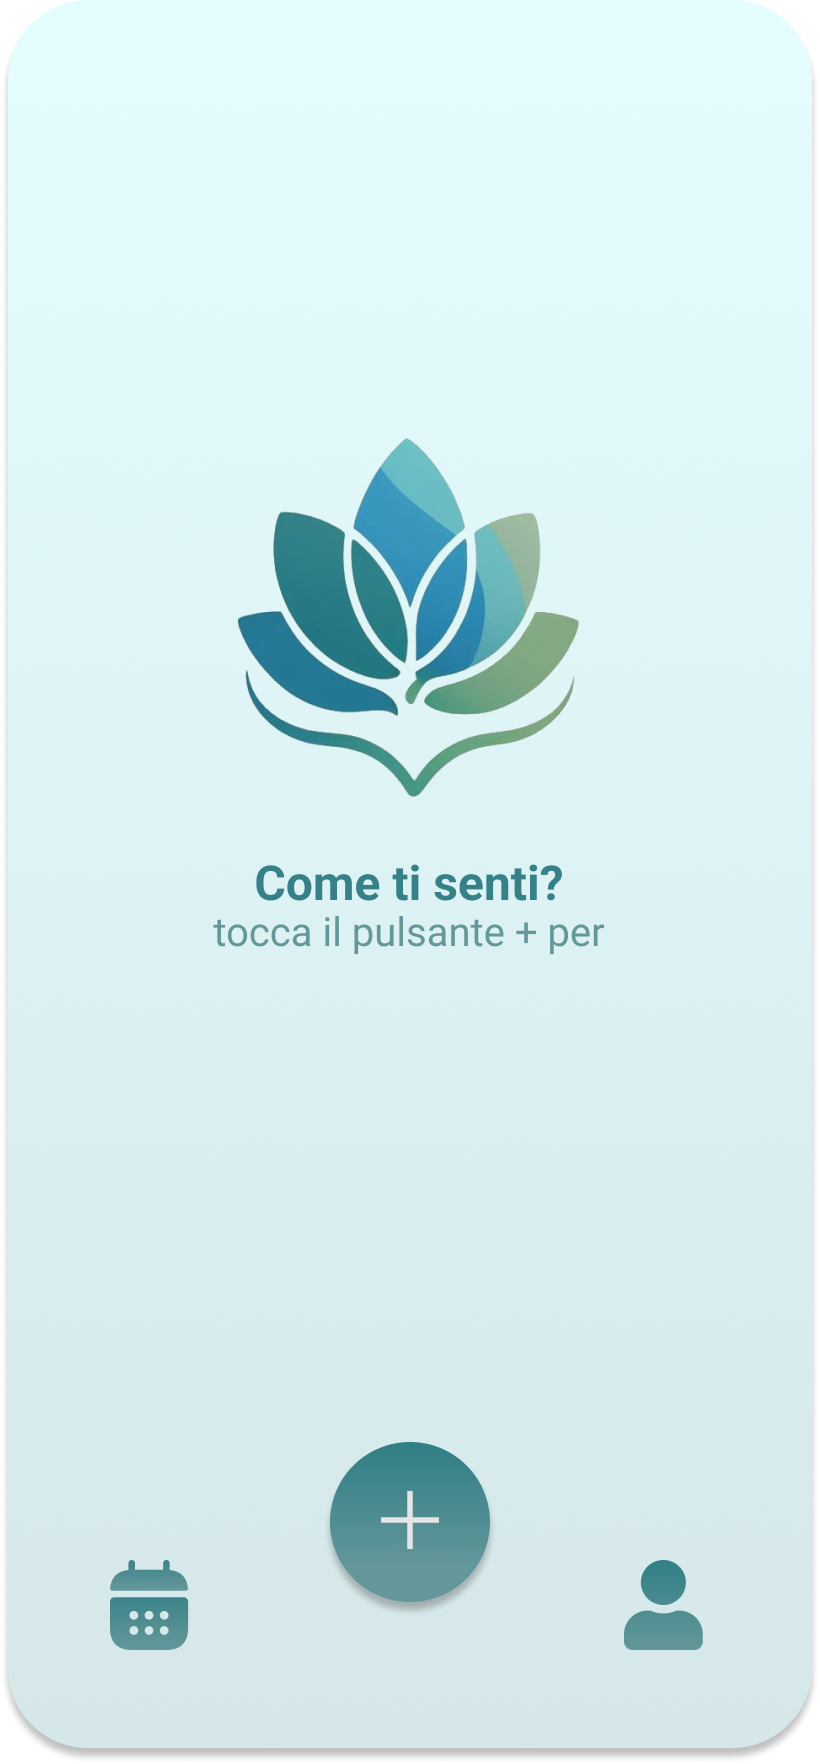 Come ti senti?
tocca il pulsante + per